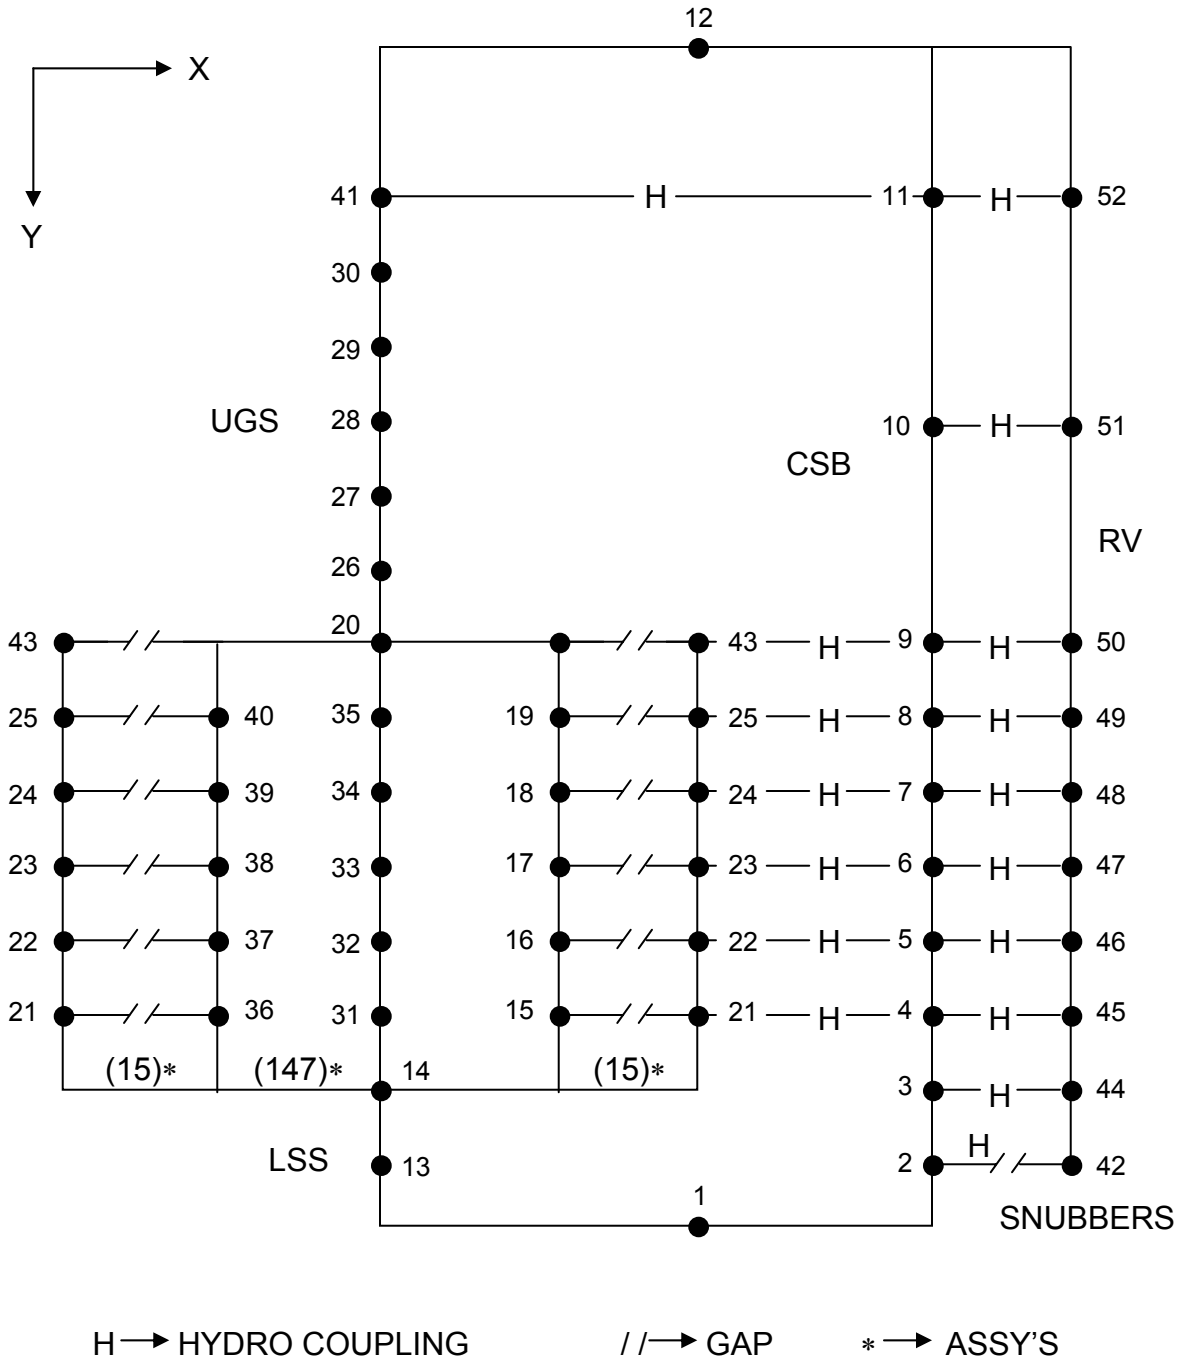 12
X
41 H 11 H 52
Y
30
29
UGS 28 10 H 51
CSB
27
RV
26
20
43 // // 43 H 9 H 50
25 // 40 35 19 // 25 H 8 H 49
24 // 39 34 18 // 24 H 7 H 48
23 // 38 33 17 // 23 H 6 H 47
22 // 37 32 16 // 22 H 5 H 46
21 // 36 31 15 // 21 H 4 H 45
(15)* (147)* 14 (15)* 3 H 44
LSS 13 2 H // 42
1
SNUBBERS
H → HYDRO COUPLING // → GAP * → ASSY'S